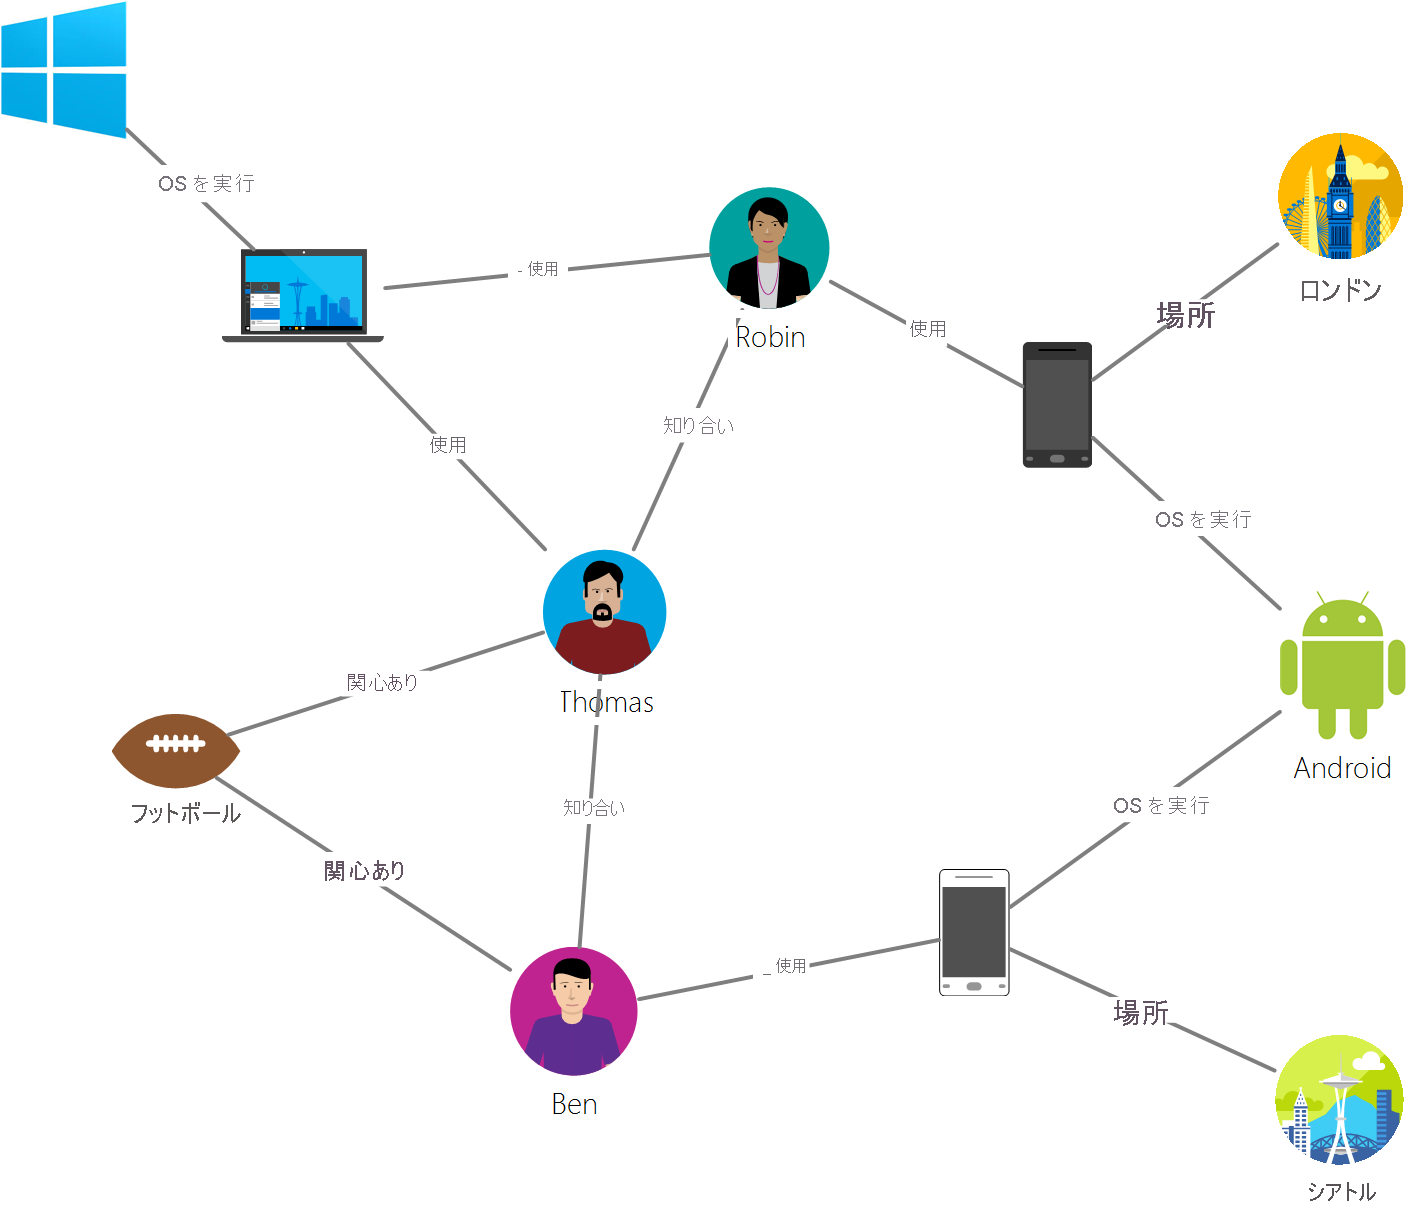 OS を実行
- 使用
Robin
使用
ロンドン
場所
知り合い
使用
OS を実行
Thomas
関心あり
Android
フットボール
知り合い
OS を実行
関心あり
_ 使用
場所
Ben
シアトル